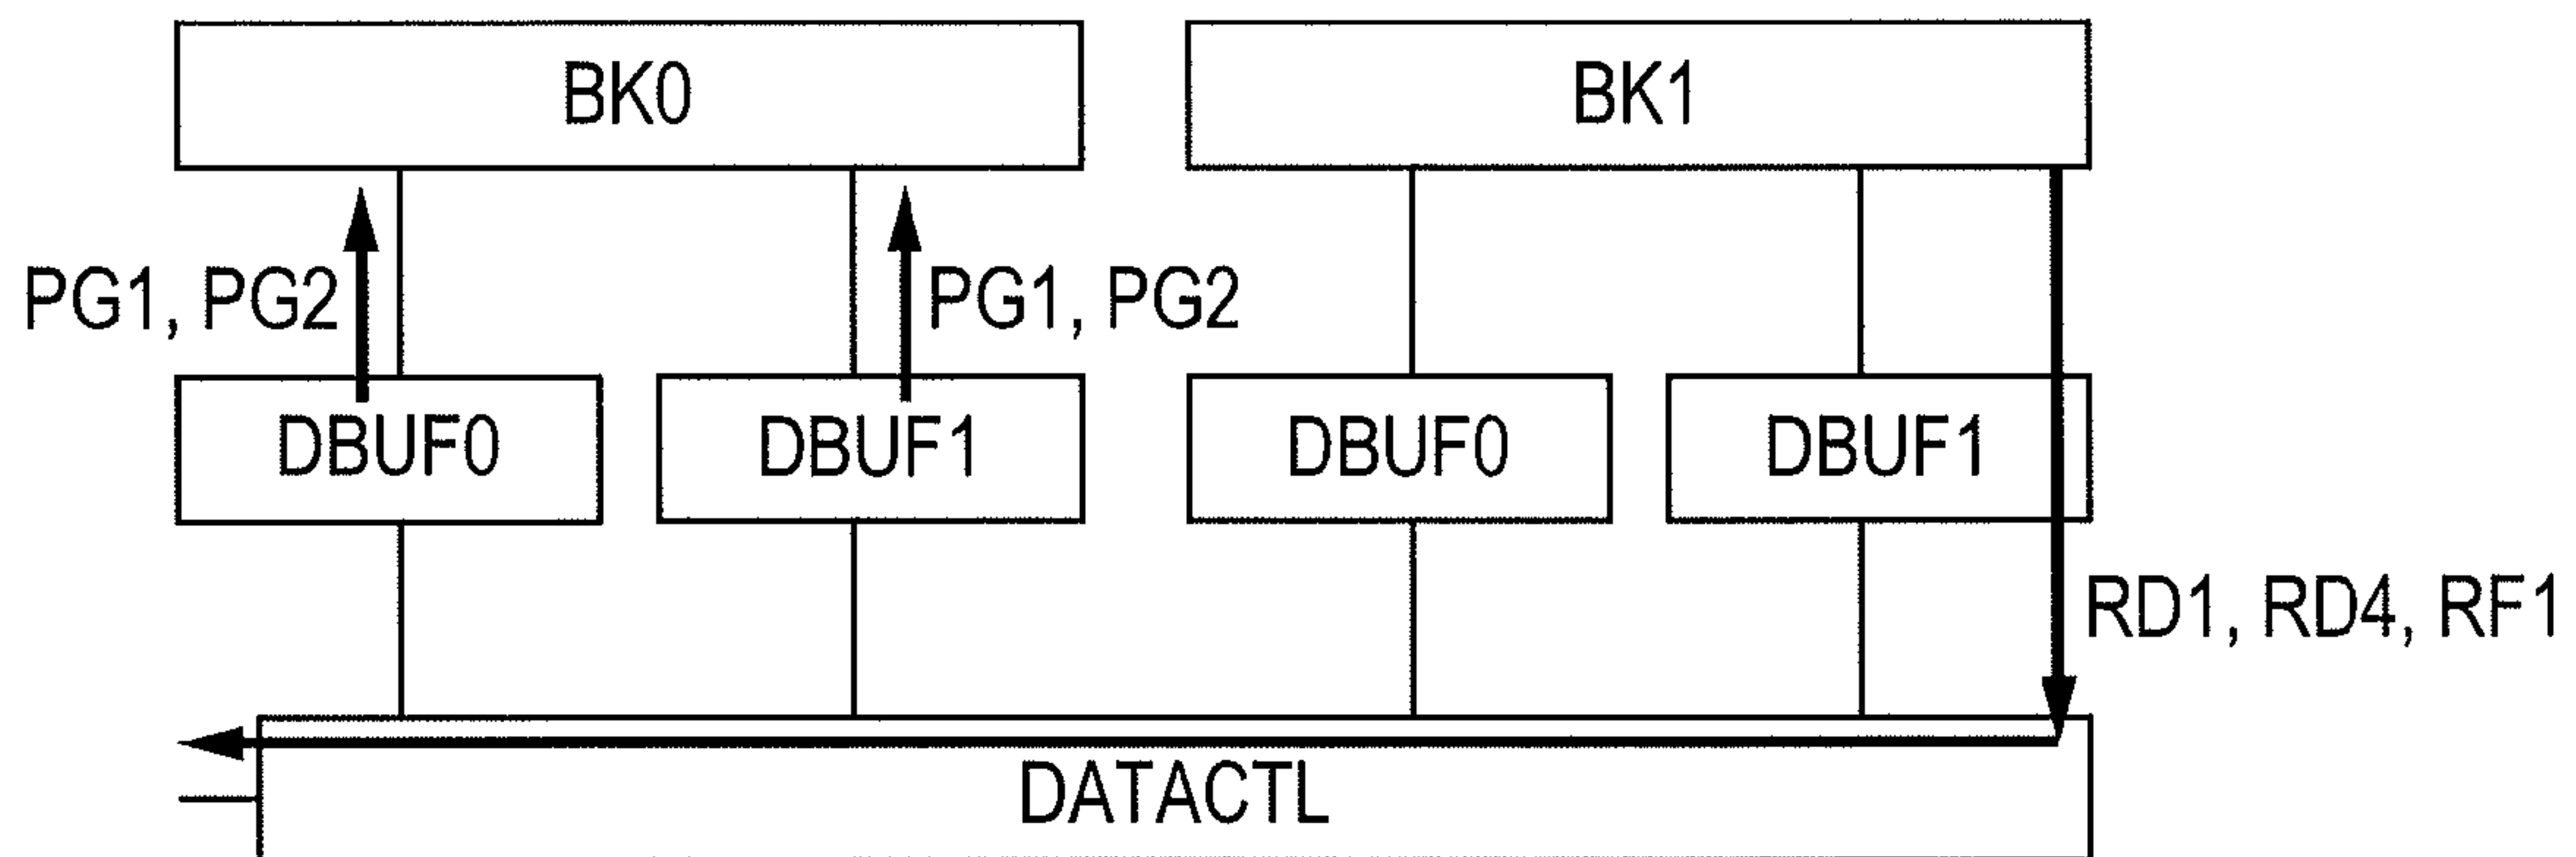 BK0
BK1
PG1, PG2
PG1, PG2
DBUF0
DBUF1
DBUF0
DBUF1
RD1, RD4, RF1
DATACTL